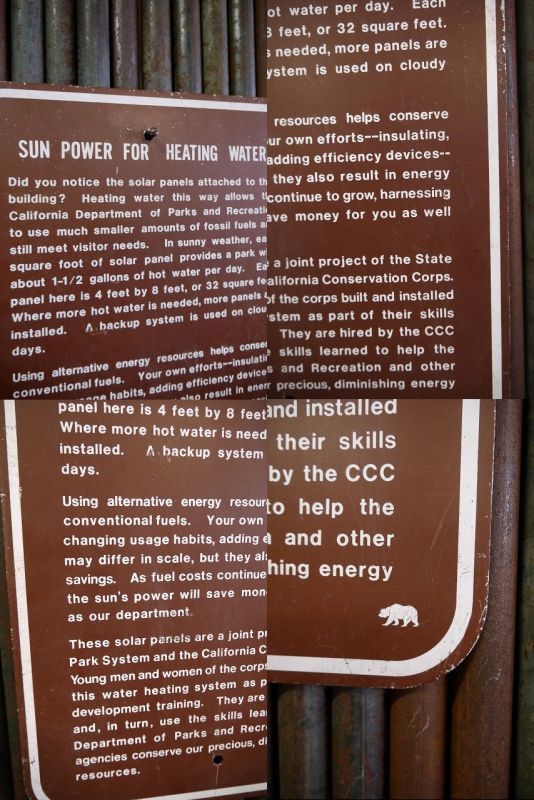 SUN POWER FOR HEATING WATER
Did you notice the solar panels attached to th
building? Heating water this way allows t
California Department of Parks and Recreati
to use much smaller amounts of fossil fuels a
still meet visitor needs. In sunny weather, ea
square foot of solar panel provides a park w
about 1-1/2 gallons of hot water per day. Ea
panel here is 4 feet by 8 feet, or 32 square fe
Where more hot water is needed, more panels a
installed. A backup system is used on clou
days.
Using alternative energy resources helps conser
conventional fuels. Your own efforts--insulati
usage habits, adding efficiency device
also result in ener
ot water per day. Each
8 feet, or 32 square feet.
s needed, more panels are
ystem is used on cloudy
resources helps conserve
ur own efforts--insulating,
adding efficiency devices--
they also result in energy
continue to grow, harnessing
ave money for you as well
a joint project of the State
alifornia Conservation Corps.
of the corps built and installed
stem as part of their skills
They are hired by the CCC
e skills learned to help the
s and Recreation and other
precious, diminishing energy
panel here is 4 feet by 8 feet
Where more hot water is need
installed. A backup system
days.
Using alternative energy resour
conventional fuels. Your own
changing usage habits, adding e
may differ in scale, but they al
savings. As fuel costs continue
the sun's power will save mon
as our department.
These solar panels are a joint pr
Park System and the California C
Young men and women of the corps
this water heating system as p
development training. They are
and, in turn, use the skills lea
Department of Parks and Recr
agencies conserve our precious, di
resources.
and installed
their skills
by the CCC
to help the
and other
hing energy